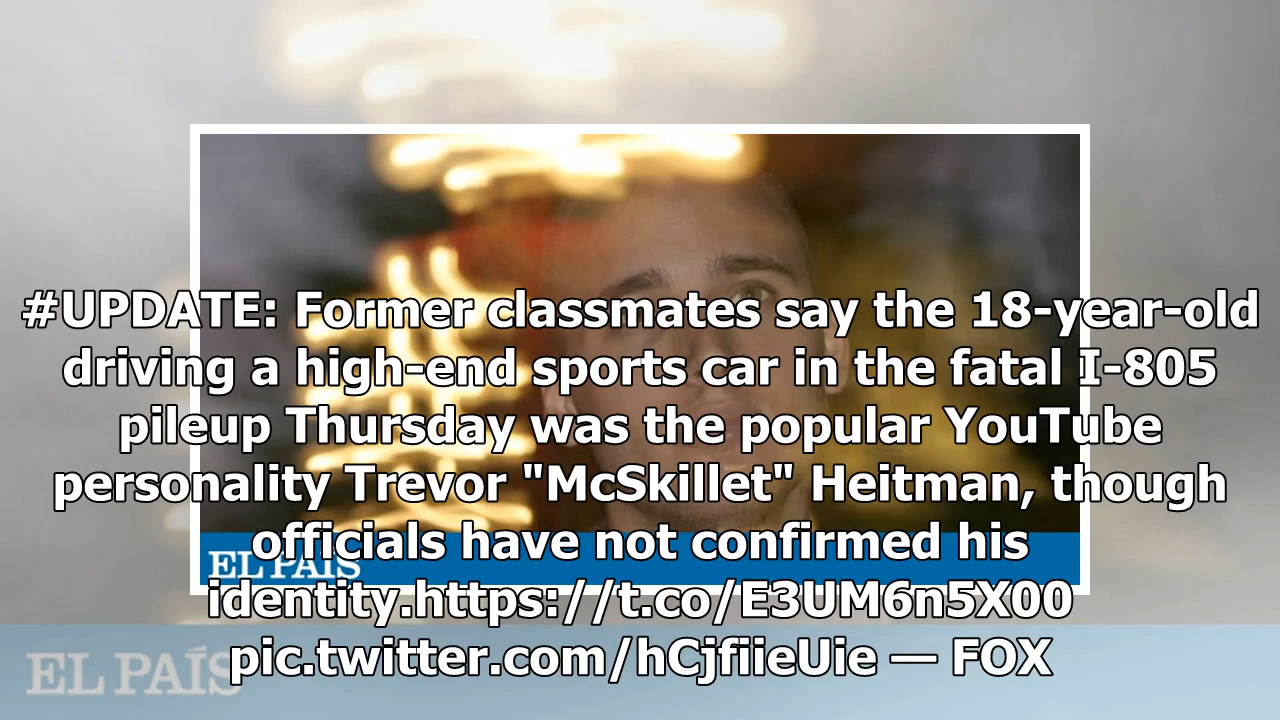 #UPDATE: Former classmates say the 18-year-old
driving a high-end sports car in the fatal I-805
pileup Thursday was the popular YouTube
personality Trevor "McSkillet" Heitman, though
officials have not confirmed his
EL PAÍS
identity.https://t.co/E3UM6n5X00
pic.twitter.com/hCjfiieUie — FOX
EL PAÍS